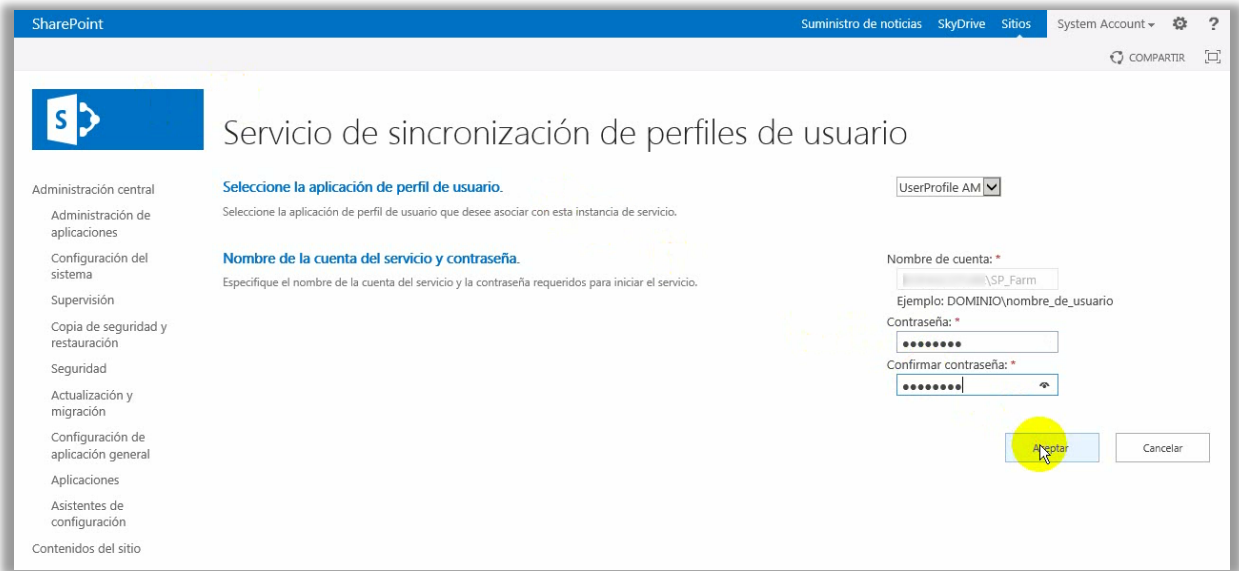 SharePoint
Suministro de noticias SkyDrive Sitios System Account ?
COMPARTIR
S
Servicio de sincronización de perfiles de usuario
Administración central
Administración de
aplicaciones
Configuración del
sistema
Supervisión
Copia de seguridad y
restauración
Seguridad
Actualización y
migración
Configuración de
aplicación general
Aplicaciones
Asistentes de
configuración
Contenidos del sitio
Seleccione la aplicación de perfil de usuario.
Seleccione la aplicación de perfil de usuario que desee asociar con esta instancia de servicio.
UserProfile AM
Nombre de la cuenta del servicio y contraseña.
Especifique el nombre de la cuenta del servicio y la contraseña requeridos para iniciar el servicio.
Nombre de cuenta: *
\SP_Farm
Ejemplo: DOMINIO\nombre_de_usuario
Contraseña: *
●●●●●●●●
Confirmar contraseña: *
●●●●●●●●
Aceptar Cancelar